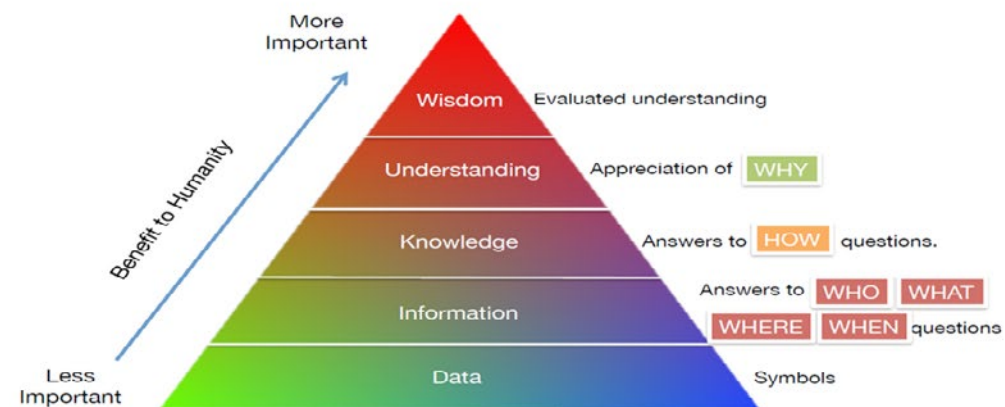 More
Important
Wisdom
Evaluated understanding
Understanding
Appreciation of WHY
Benefit to Humanity
Knowledge
Answers to HOW questions.
Information
Answers to WHO WHAT
WHERE WHEN questions
Less
Important
Data
Symbols